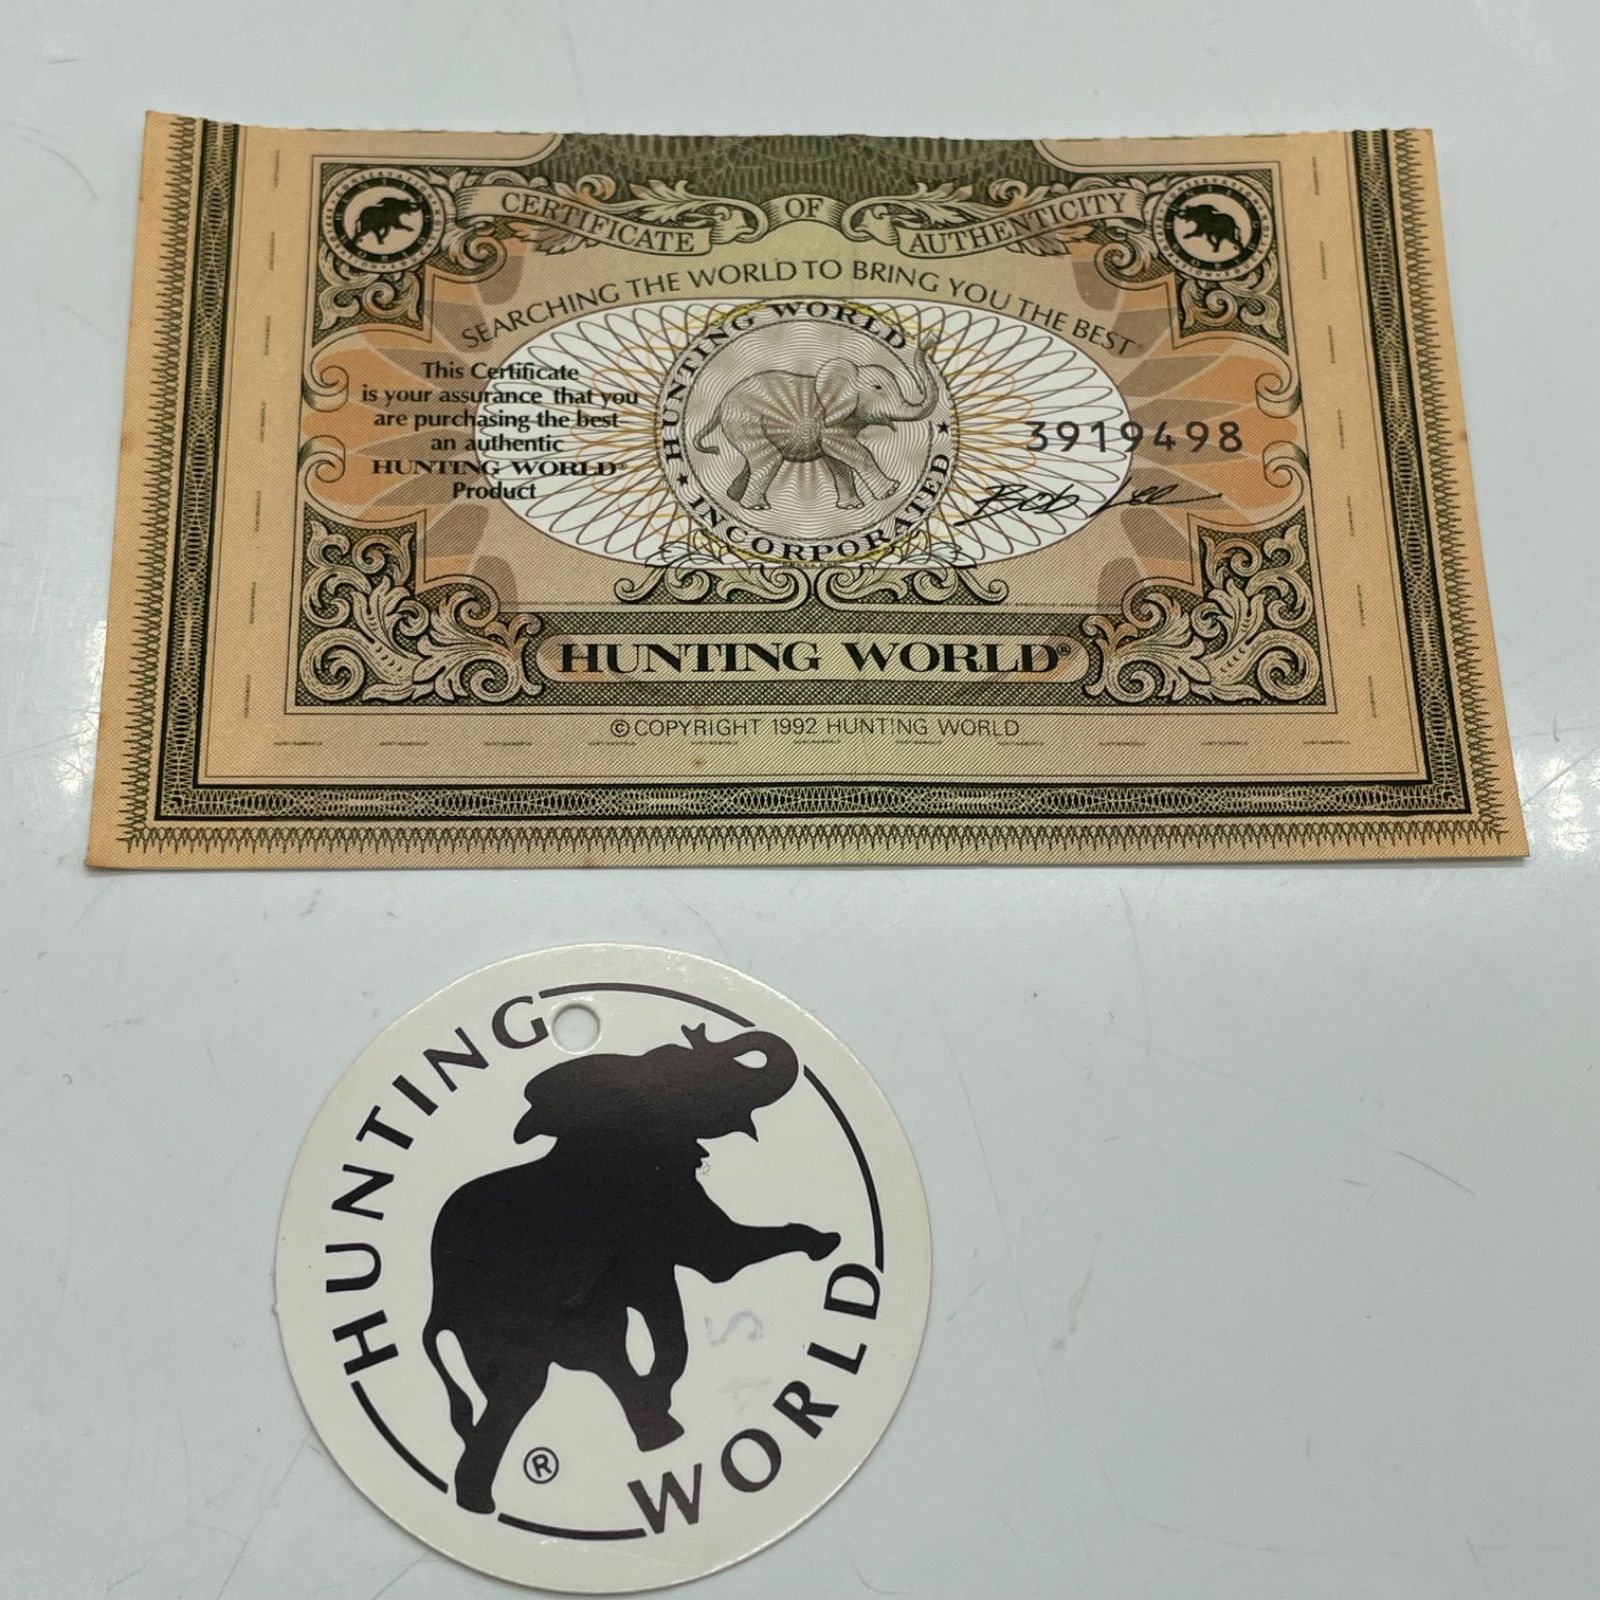 CERTIFICATE OF AUTHENTICITY
SEARCHING THE WORLD TO BRING YOU THE BEST
This Certificate
is your assurance that you
are purchasing the best
an authentic
HUNTING WORLD®
Product
HUNTING WORLD
★ INCORPORATED ★
3919498
Bob Lee
HUNTING WORLD®
© COPYRIGHT 1992 HUNTING WORLD
HUNTING
WORLD
®